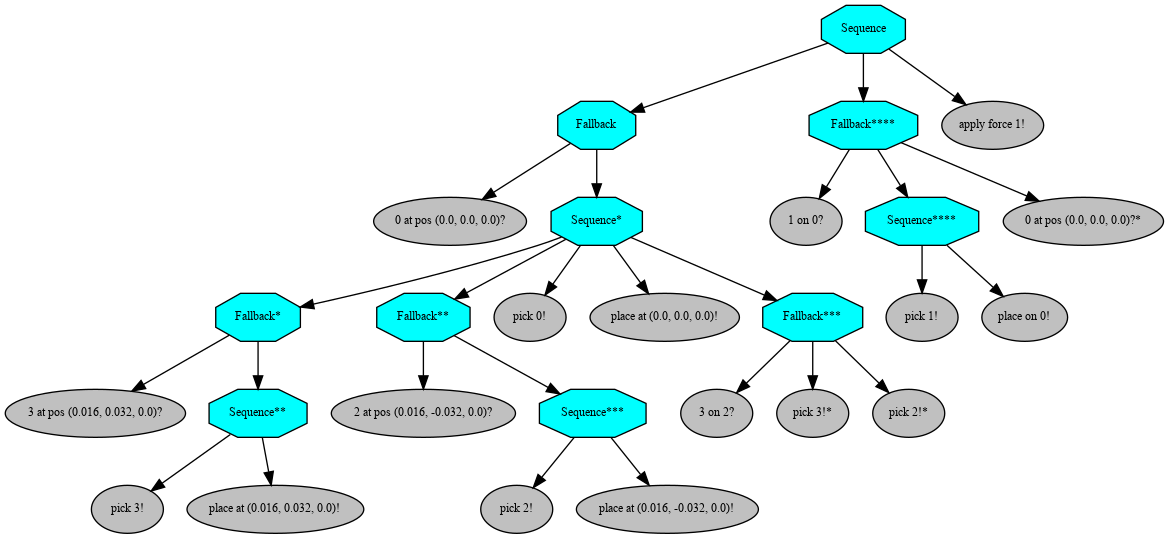 Sequence
Fallback
Fallback****
apply force 1!
0 at pos (0.0, 0.0, 0.0)?
Sequence*
1 on 0?
Sequence****
0 at pos (0.0, 0.0, 0.0)?*
Fallback*
Fallback**
pick 0!
place at (0.0, 0.0, 0.0)!
Fallback***
pick 1!
place on 0!
3 at pos (0.016, 0.032, 0.0)?
Sequence**
2 at pos (0.016, -0.032, 0.0)?
Sequence***
3 on 2?
pick 3!*
pick 2!*
pick 3!
place at (0.016, 0.032, 0.0)!
pick 2!
place at (0.016, -0.032, 0.0)!